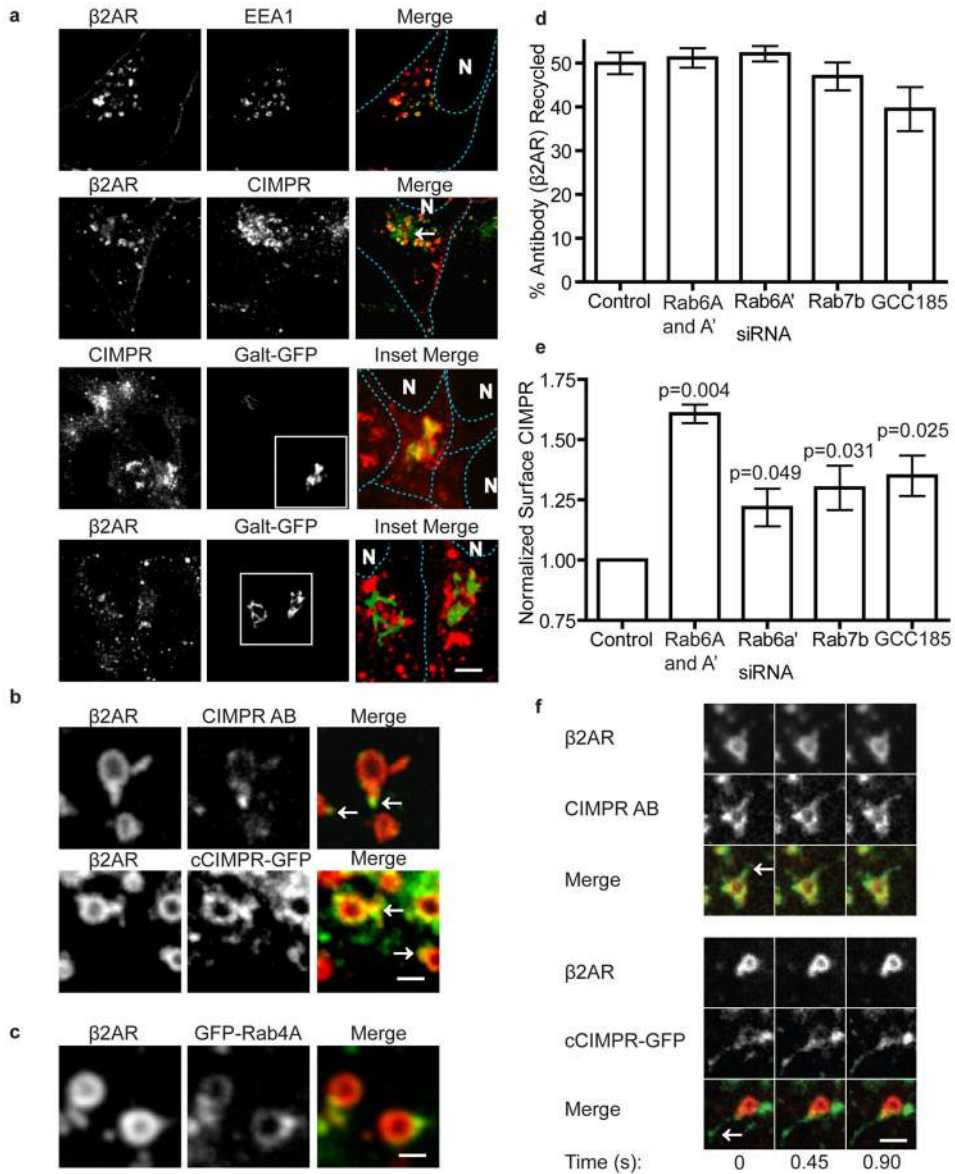 a
β2AR EEA1 Merge
N
β2AR CIMPR Merge
N
CIMPR Galt-GFP Inset Merge
N N
N
β2AR Galt-GFP Inset Merge
N N
b
β2AR CIMPR AB Merge
β2AR cCIMPR-GFP Merge
c
β2AR GFP-Rab4A Merge
d
% Antibody (β2AR) Recycled
50
40
30
20
10
0
Control Rab6A and A' Rab6A' Rab7b GCC185
siRNA
e
Normalized Surface CIMPR
1.75
1.50
1.25
1.00
0.75
p=0.004
p=0.049
p=0.031
p=0.025
Control Rab6A and A' Rab6a' Rab7b GCC185
siRNA
f
β2AR
CIMPR AB
Merge
β2AR
cCIMPR-GFP
Merge
Time (s): 0 0.45 0.90